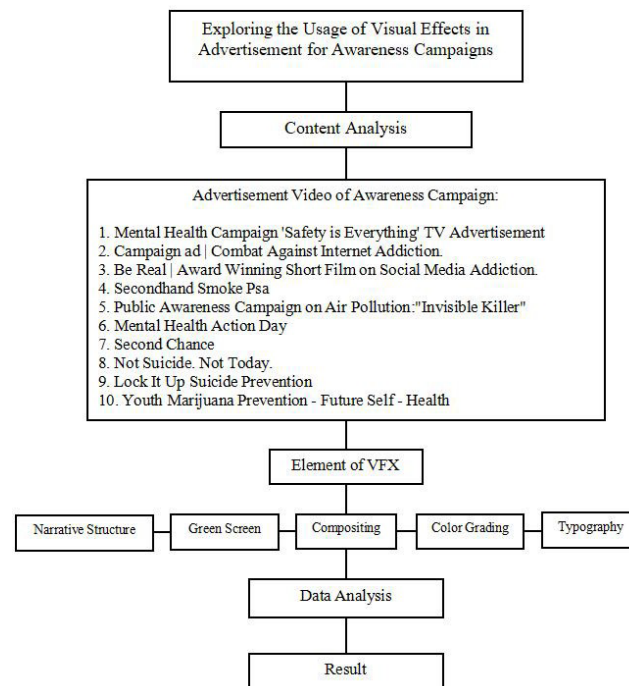 Exploring the Usage of Visual Effects in
Advertisement for Awareness Campaigns
Content Analysis
Advertisement Video of Awareness Campaign:
1. Mental Health Campaign 'Safety is Everything' TV Advertisement
2. Campaign ad | Combat Against Internet Addiction.
3. Be Real | Award Winning Short Film on Social Media Addiction.
4. Secondhand Smoke Psa
5. Public Awareness Campaign on Air Pollution:"Invisible Killer"
6. Mental Health Action Day
7. Second Chance
8. Not Suicide. Not Today.
9. Lock It Up Suicide Prevention
10. Youth Marijuana Prevention - Future Self - Health
Element of VFX
Narrative Structure
Green Screen
Compositing
Color Grading
Typography
Data Analysis
Result